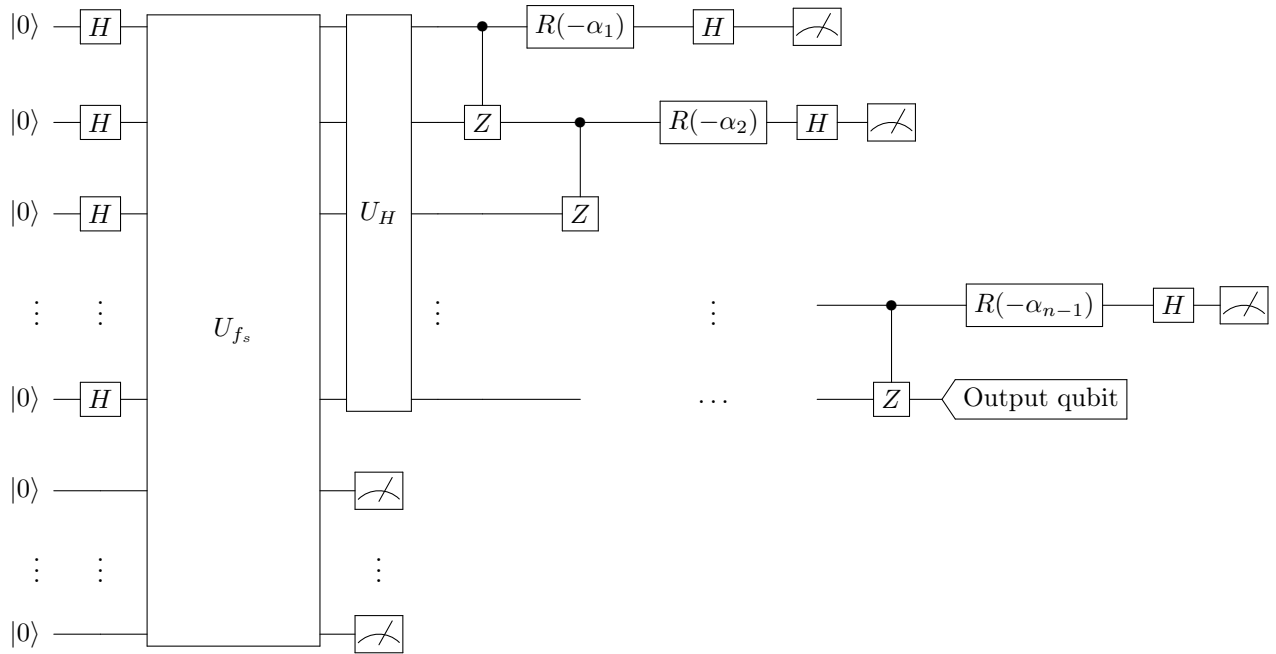 |0⟩ H R(−α₁) H
|0⟩ H Z R(−α₂) H
|0⟩ H U_H Z
⋮ ⋮ U_{f_s} ⋮ ⋮ R(−α_{n−1}) H
|0⟩ H ⋯ Z Output qubit
|0⟩
⋮ ⋮ ⋮
|0⟩